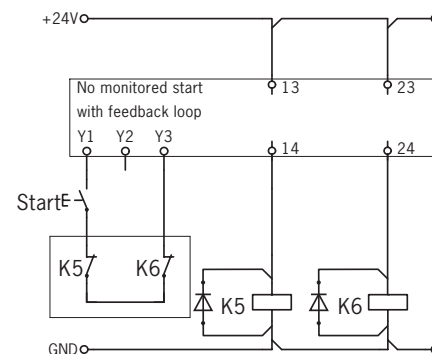 +24V
No monitored start
with feedback loop
13
23
Y1 Y2 Y3
14
24
Start
K5 K6
K5
K6
GND